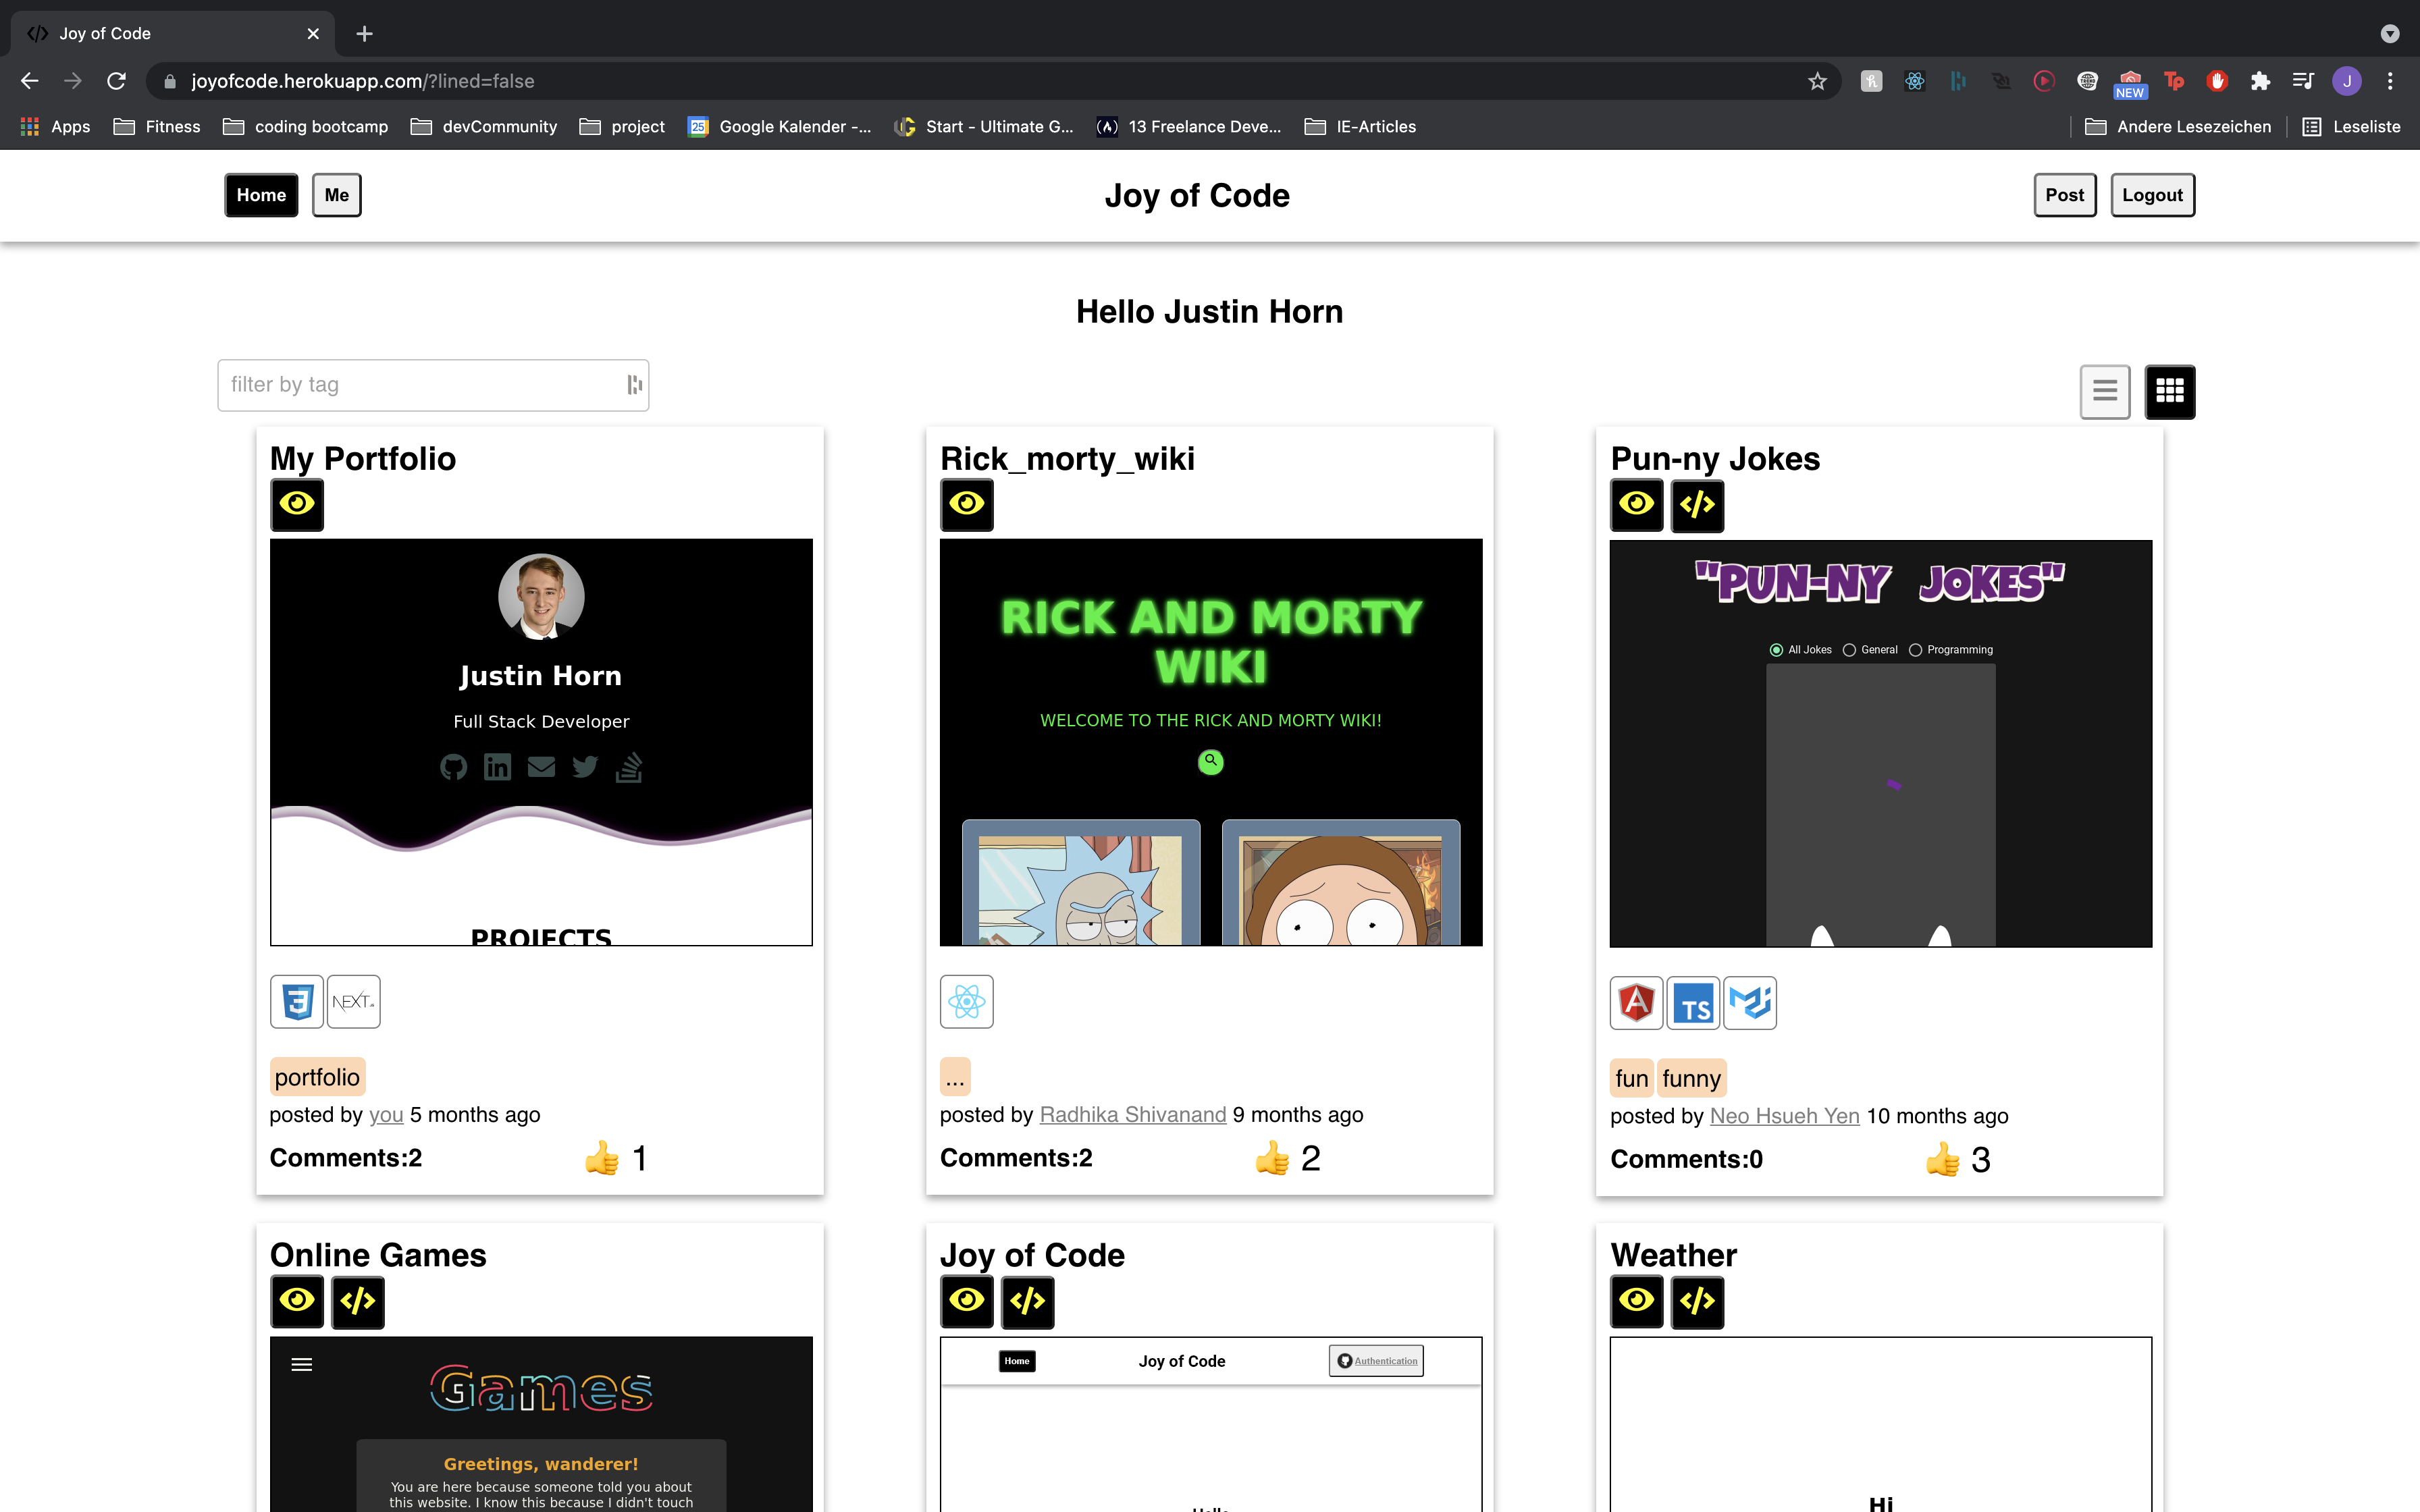 Joy of Code
joyofcode.herokuapp.com/?lined=false
NEW
Tp
J
Apps
Fitness
coding bootcamp
devCommunity
project
25
Google Kalender -...
Start - Ultimate G...
13 Freelance Deve...
IE-Articles
Andere Lesezeichen
Leseliste
Home
Me
Joy of Code
Post
Logout
Hello Justin Horn
filter by tag
My Portfolio
Justin Horn
Full Stack Developer
PROJECTS
NEXT.
portfolio
posted by you 5 months ago
Comments:2
👍 1
Rick_morty_wiki
RICK AND MORTY
WIKI
WELCOME TO THE RICK AND MORTY WIKI!
...
posted by Radhika Shivanand 9 months ago
Comments:2
👍 2
Pun-ny Jokes
"PUN-NY JOKES"
All Jokes
General
Programming
TS
fun
funny
posted by Neo Hsueh Yen 10 months ago
Comments:0
👍 3
Online Games
Games
Greetings, wanderer!
You are here because someone told you about
this website. I know this because I didn't touch
Joy of Code
Home
Joy of Code
Authentication
Hello
Weather
Hi